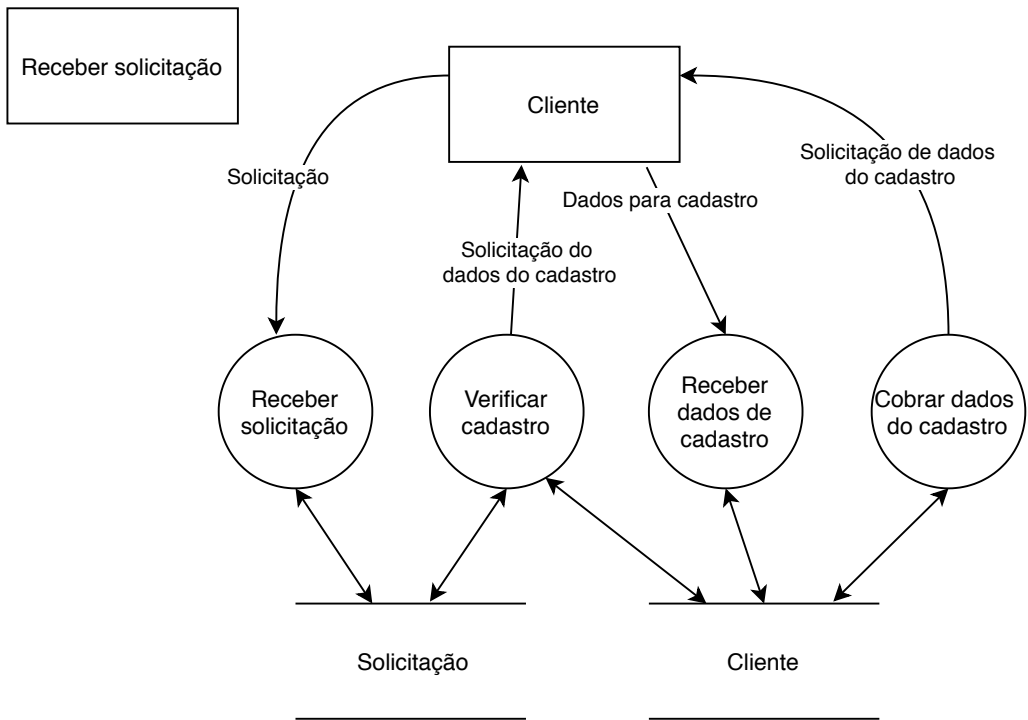 Receber solicitação
Cliente
Solicitação
Solicitação de dados
do cadastro
Dados para cadastro
Solicitação do
dados do cadastro
Receber
solicitação
Verificar
cadastro
Receber
dados de
cadastro
Cobrar dados
do cadastro
Solicitação
Cliente